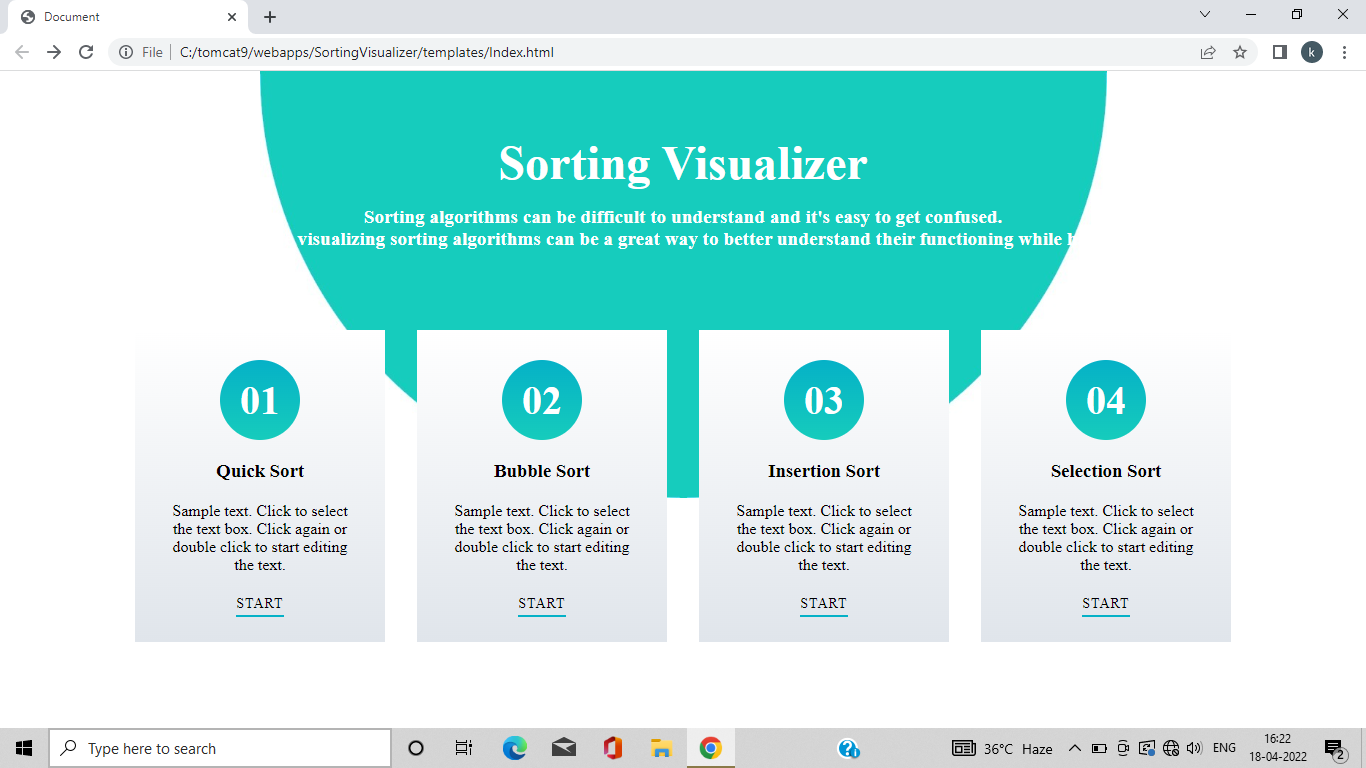 Document
File
C:/tomcat9/webapps/SortingVisualizer/templates/Index.html
k
Sorting Visualizer
Sorting algorithms can be difficult to understand and it's easy to get confused.
visualizing sorting algorithms can be a great way to better understand their functioning while
01
02
03
04
Quick Sort
Bubble Sort
Insertion Sort
Selection Sort
Sample text. Click to select
the text box. Click again or
double click to start editing
the text.
Sample text. Click to select
the text box. Click again or
double click to start editing
the text.
Sample text. Click to select
the text box. Click again or
double click to start editing
the text.
Sample text. Click to select
the text box. Click again or
double click to start editing
the text.
START
START
START
START
Type here to search
36°C Haze
ENG
16:22
18-04-2022
2